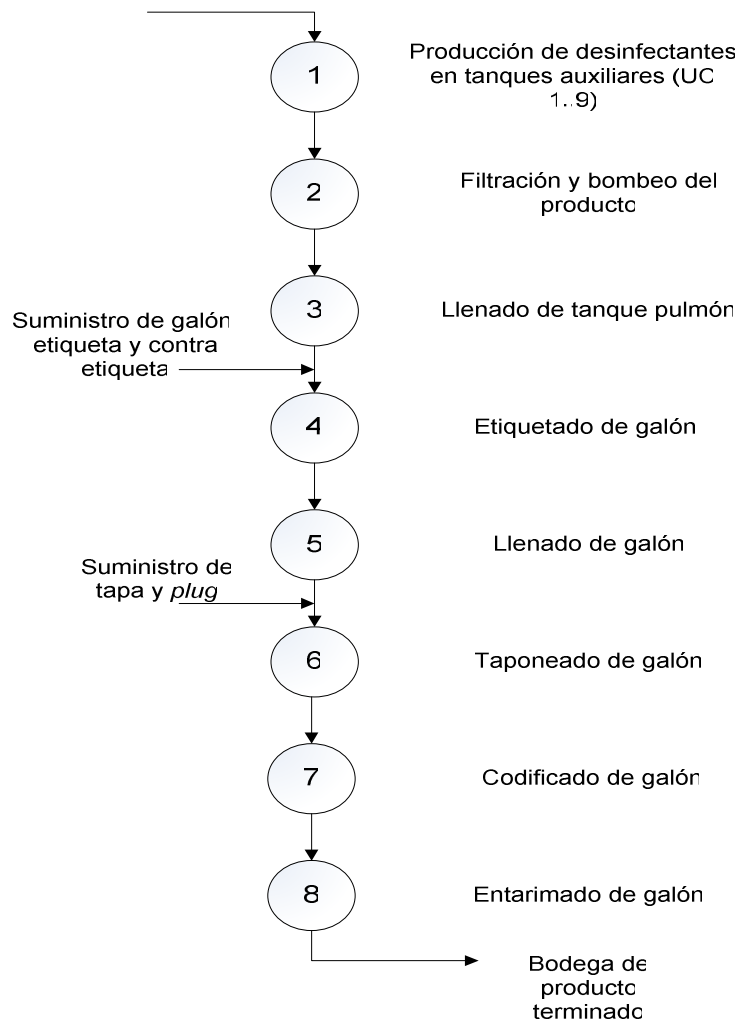 1
Producción de desinfectantes
en tanques auxiliares (UC
1..9)
2
Filtración y bombeo del
producto
3
Llenado de tanque pulmón
Suministro de galón
etiqueta y contra
etiqueta
4
Etiquetado de galón
5
Llenado de galón
Suministro de
tapa y plug
6
Taponeado de galón
7
Codificado de galón
8
Entarimado de galón
Bodega de
producto
terminado